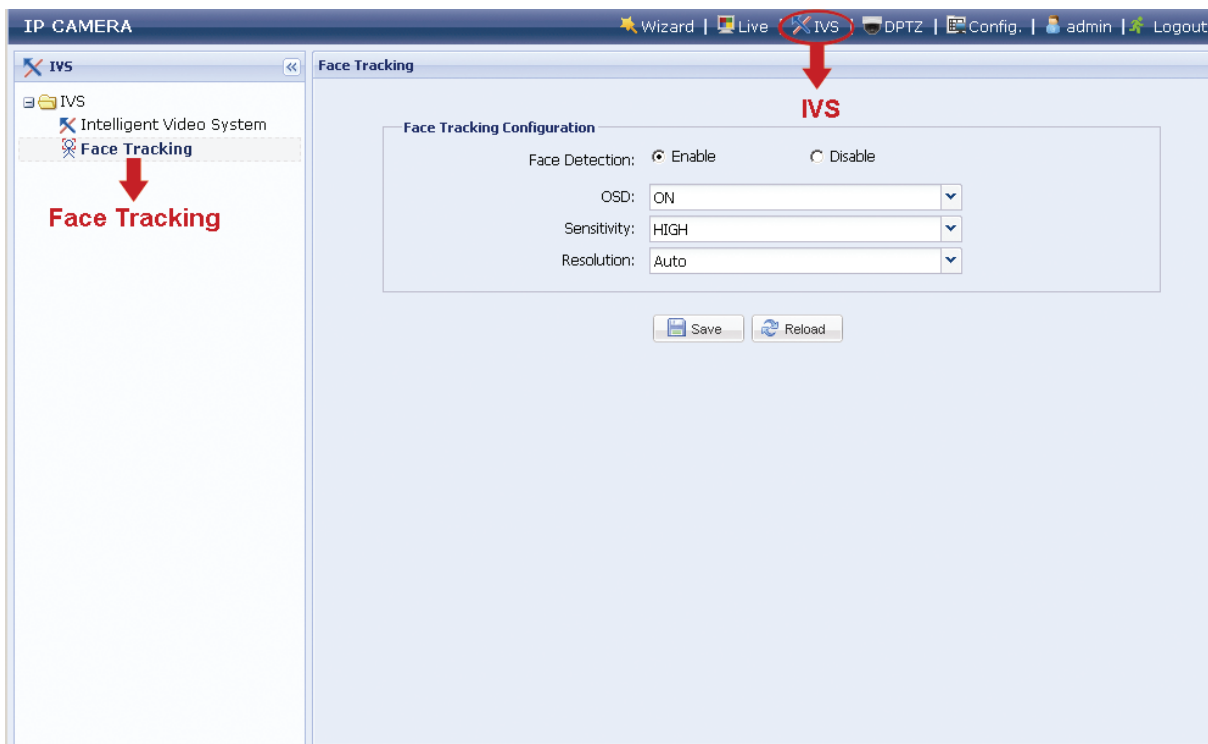 IP CAMERA
Wizard | Live | IVS | DPTZ | Config. | admin | Logout
IVS
Face Tracking
IVS
IVS
Intelligent Video System
Face Tracking
Face Tracking
Face Tracking Configuration
Face Detection: Enable Disable
OSD: ON
Sensitivity: HIGH
Resolution: Auto
Save Reload